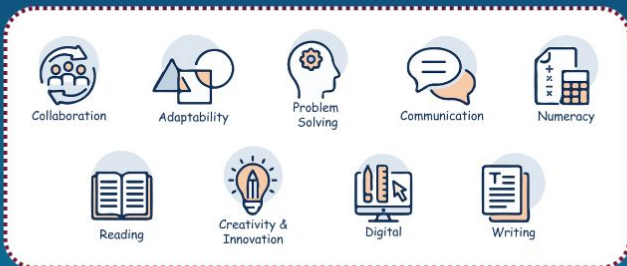 Collaboration
Adaptability
Problem
Solving
Communication
Numeracy
Reading
Creativity &
Innovation
Digital
Writing